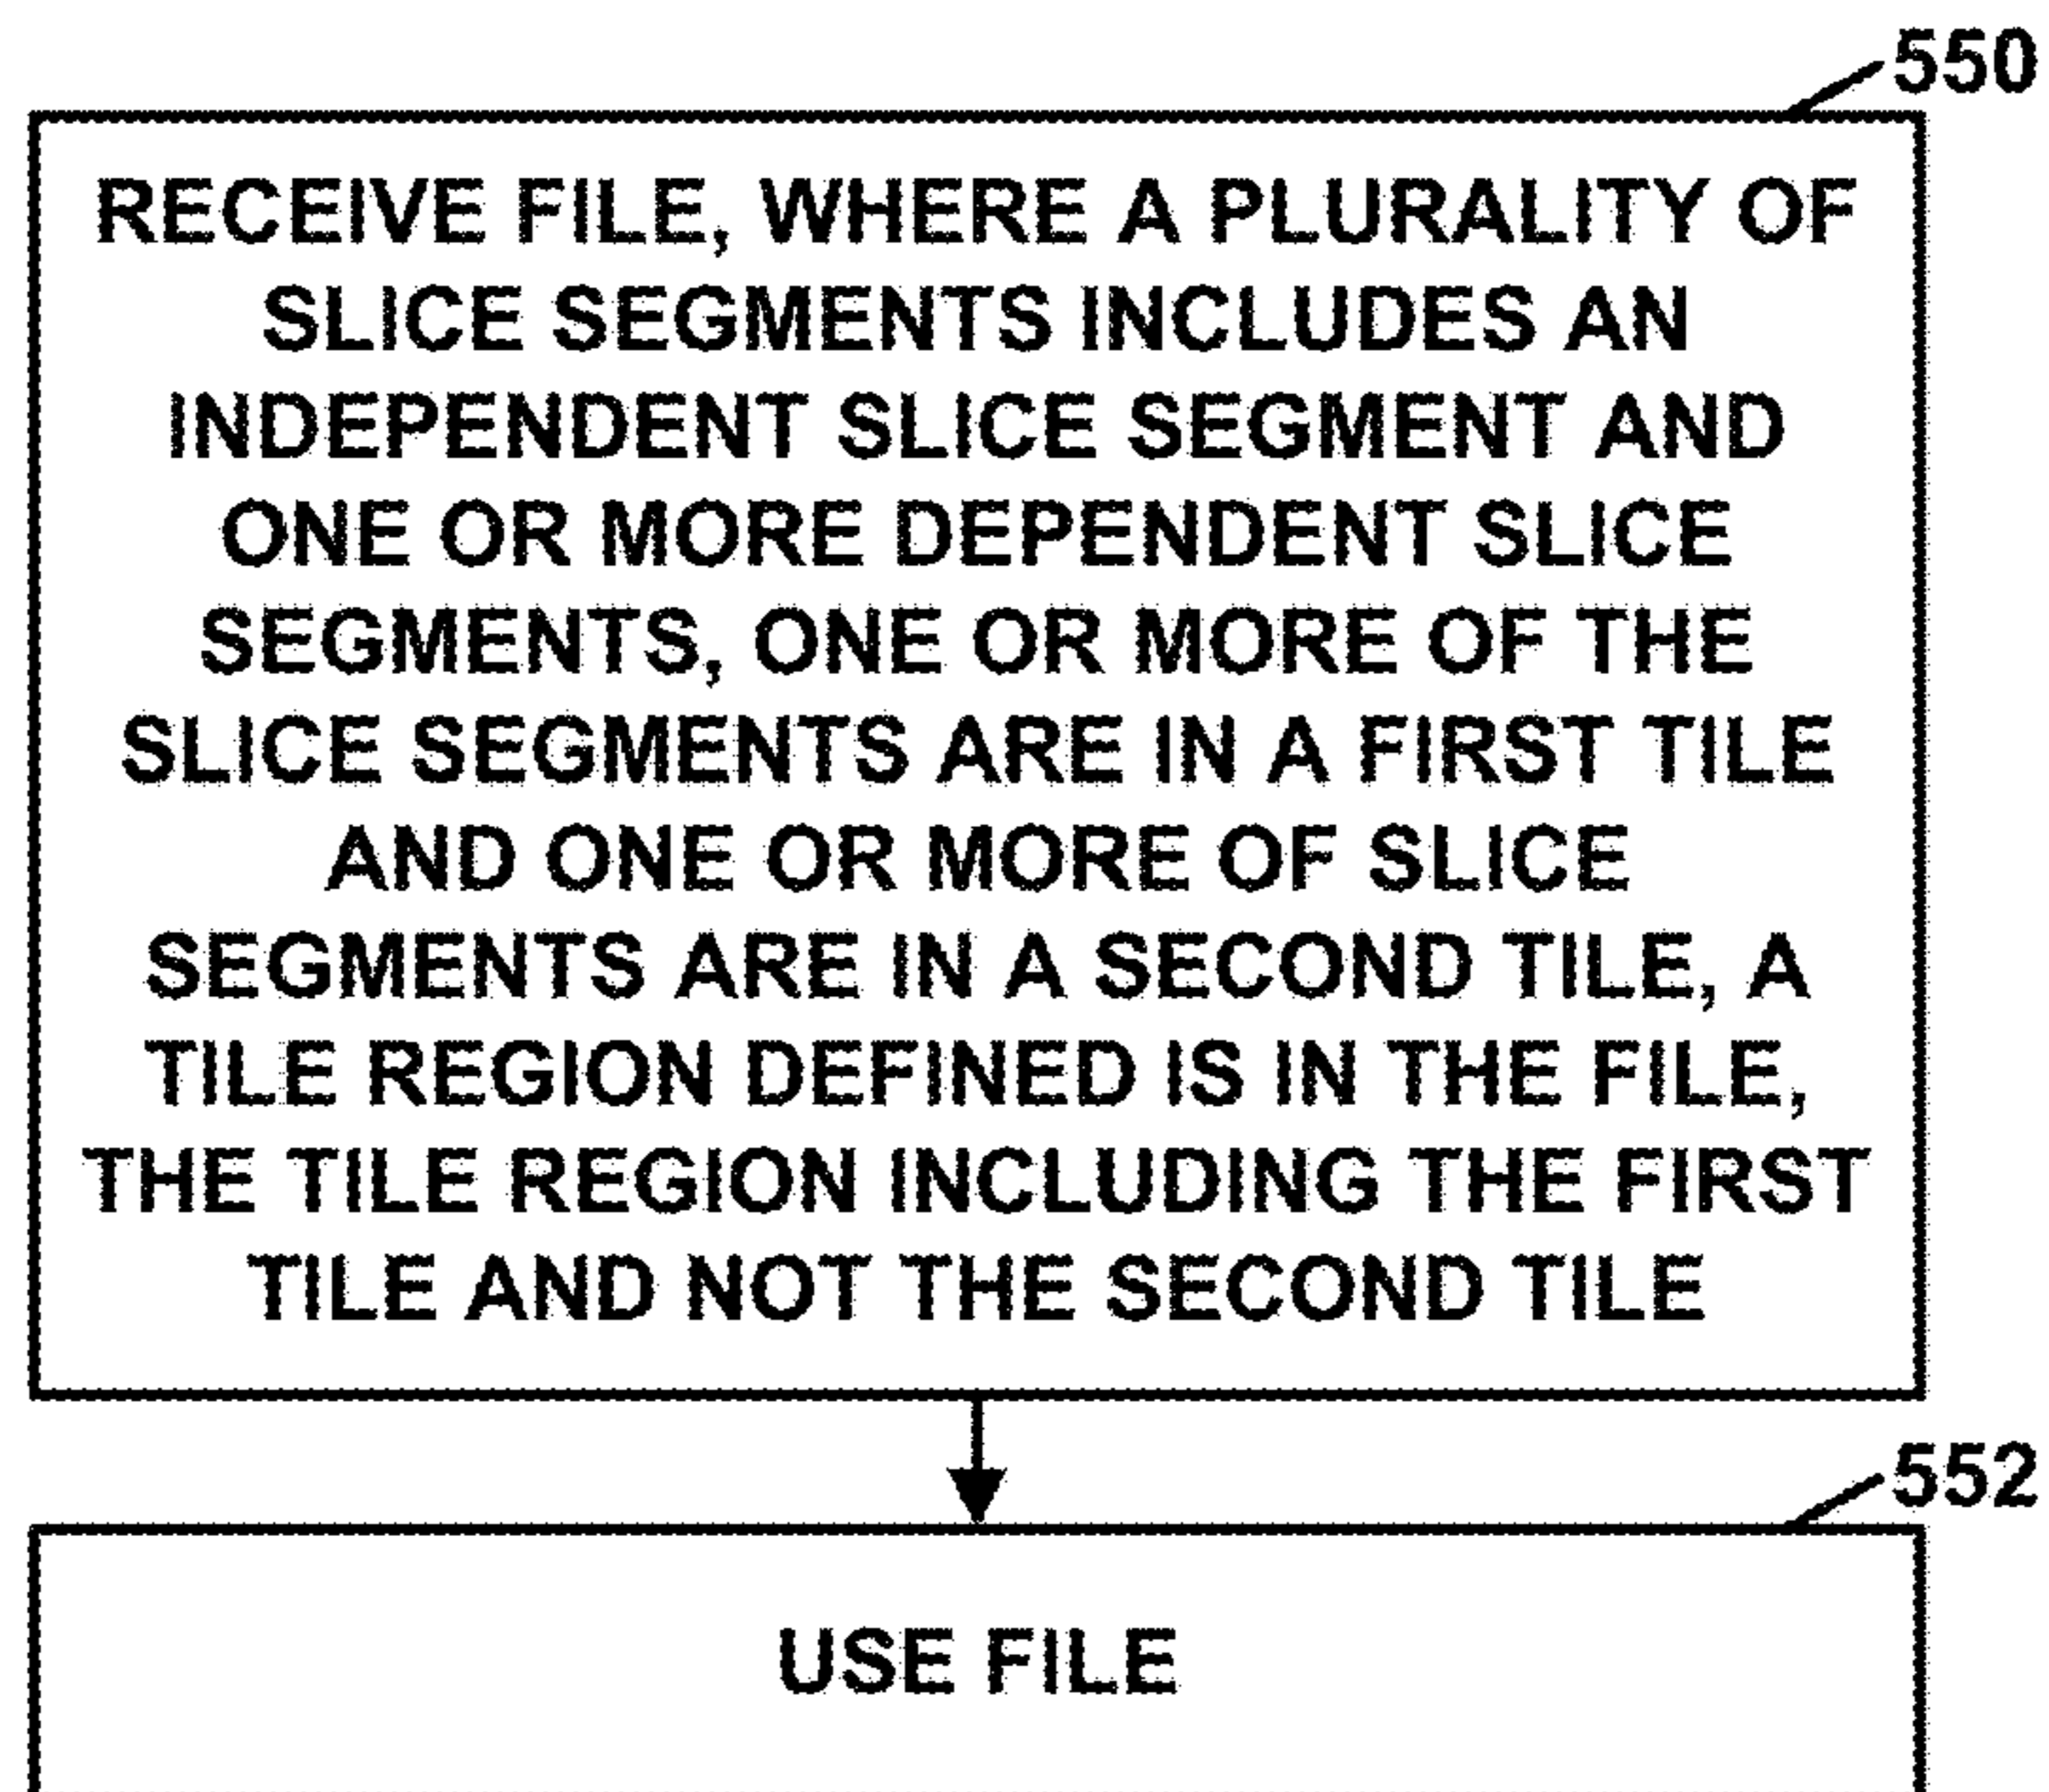 550
RECEIVE FILE, WHERE A PLURALITY OF
SLICE SEGMENTS INCLUDES AN
INDEPENDENT SLICE SEGMENT AND
ONE OR MORE DEPENDENT SLICE
SEGMENTS, ONE OR MORE OF THE
SLICE SEGMENTS ARE IN A FIRST TILE
AND ONE OR MORE OF SLICE
SEGMENTS ARE IN A SECOND TILE, A
TILE REGION DEFINED IS IN THE FILE,
THE TILE REGION INCLUDING THE FIRST
TILE AND NOT THE SECOND TILE
552
USE FILE